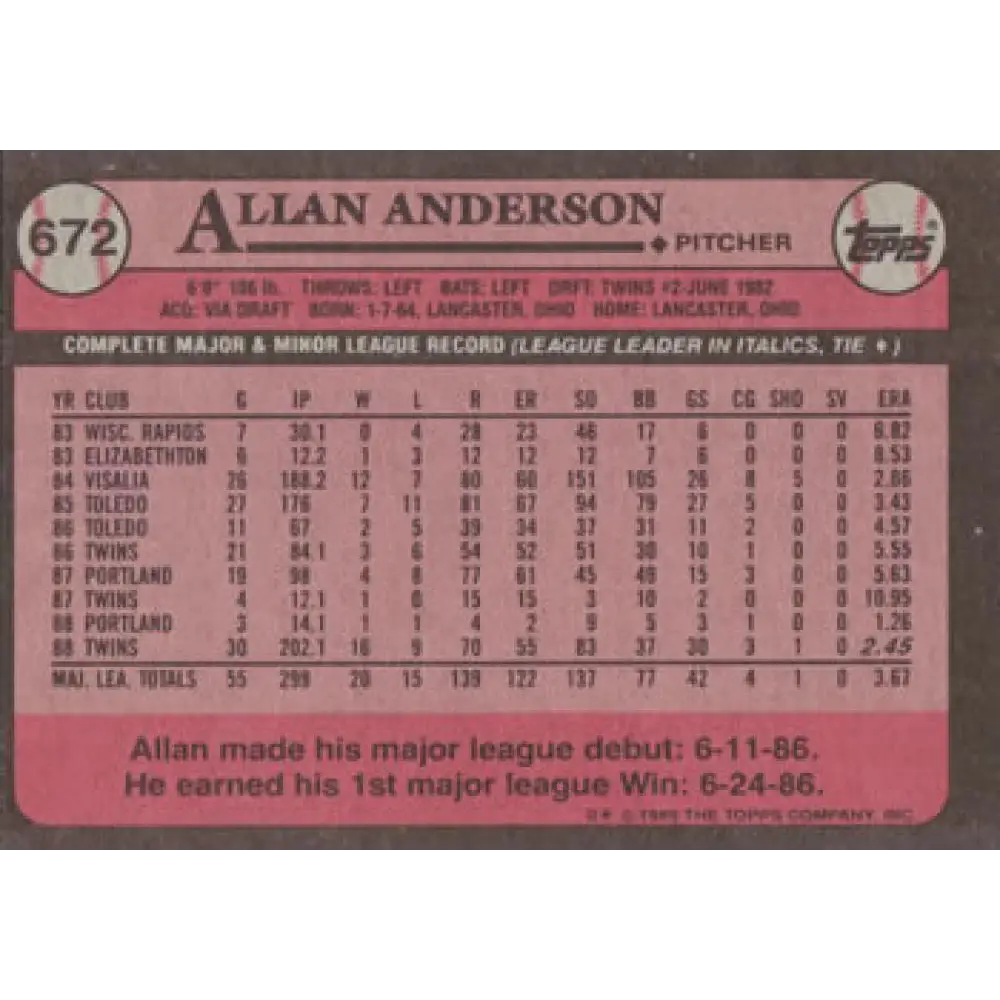 672
ALLAN ANDERSON
PITCHER
Topps®
6'0" 186 lb. THROWS: LEFT BATS: LEFT DRFT: TWINS #2-JUNE 1982
ACQ: VIA DRAFT BORN: 1-7-64, LANCASTER, OHIO HOME: LANCASTER, OHIO
COMPLETE MAJOR & MINOR LEAGUE RECORD (LEAGUE LEADER IN ITALICS, TIE ♦)
YR CLUB G IP W L R ER SO BB GS CG SHO SV ERA
83 WISC. RAPIDS 7 30.1 0 4 28 23 46 17 6 0 0 0 6.82
83 ELIZABETHTON 6 12.2 1 3 12 12 12 7 6 0 0 0 8.53
84 VISALIA 26 188.2 12 7 80 60 151 105 26 8 5 0 2.86
85 TOLEDO 27 176 7 11 81 67 94 79 27 5 0 0 3.43
86 TOLEDO 11 67 2 5 39 34 37 31 11 2 0 0 4.57
86 TWINS 21 84.1 3 6 54 52 51 30 10 1 0 0 5.55
87 PORTLAND 19 98 4 8 77 61 45 49 15 3 0 0 5.63
87 TWINS 4 12.1 1 0 15 15 3 10 2 0 0 0 10.95
88 PORTLAND 3 14.1 1 1 4 2 9 5 3 1 0 0 1.26
88 TWINS 30 202.1 16 9 70 55 83 37 30 3 1 0 2.45
MAJ. LEA. TOTALS 55 299 20 15 139 122 137 77 42 4 1 0 3.67
Allan made his major league debut: 6-11-86.
He earned his 1st major league Win: 6-24-86.
© 1989 THE TOPPS COMPANY, INC.